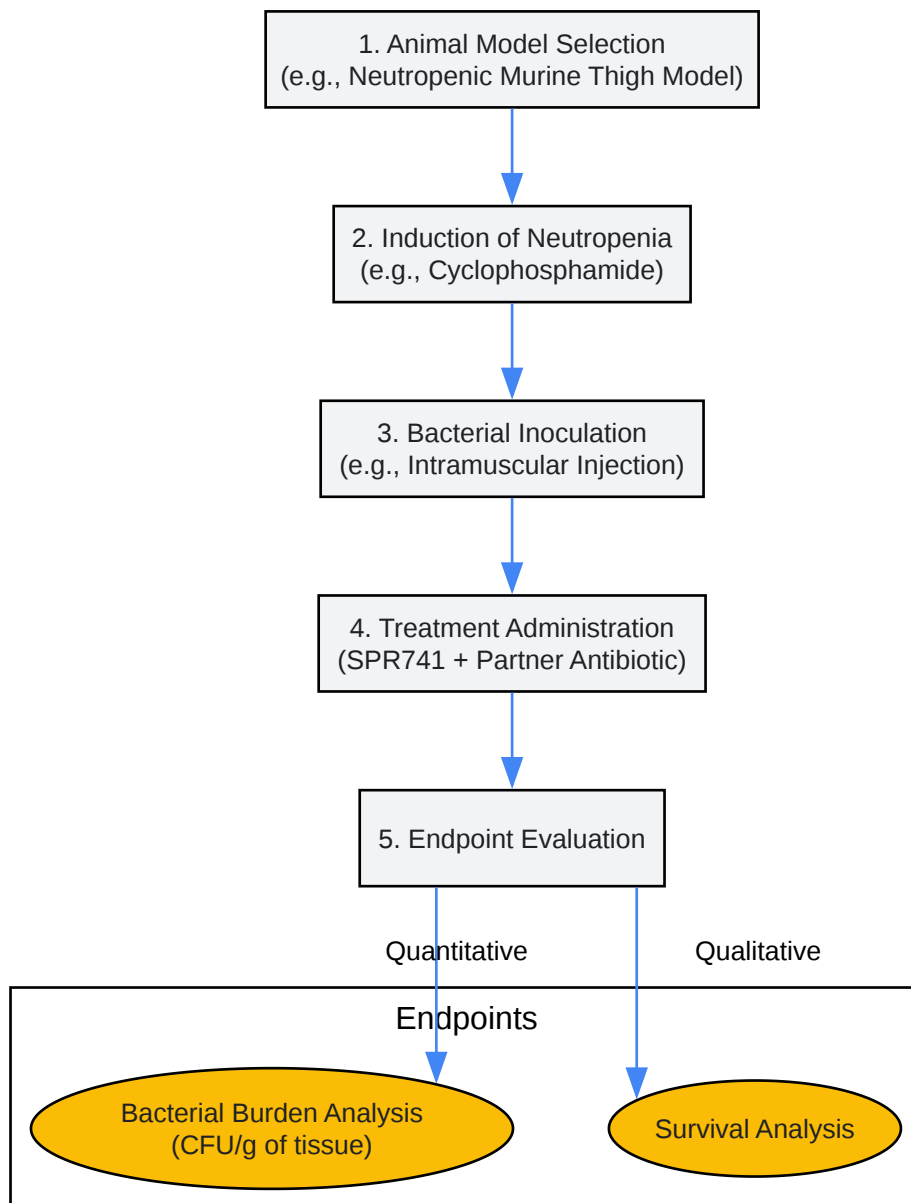 1. Animal Model Selection
(e.g., Neutropenic Murine Thigh Model)
2. Induction of Neutropenia
(e.g., Cyclophosphamide)
3. Bacterial Inoculation
(e.g., Intramuscular Injection)
4. Treatment Administration
(SPR741 + Partner Antibiotic)
5. Endpoint Evaluation
Quantitative
Qualitative
Endpoints
Bacterial Burden Analysis
(CFU/g of tissue)
Survival Analysis